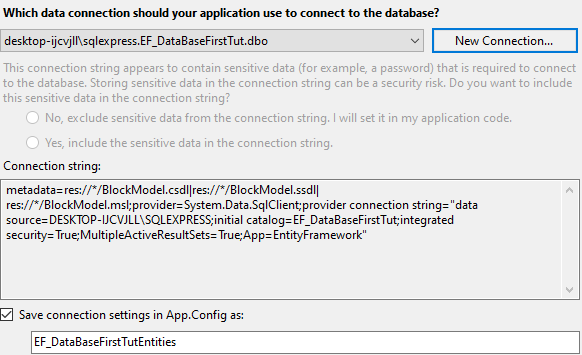 Which data connection should your application use to connect to the database?
desktop-ijcvjll\sqlexpress.EF_DataBaseFirstTut.dbo
New Connection...
This connection string appears to contain sensitive data (for example, a password) that is required to connect
to the database. Storing sensitive data in the connection string can be a security risk. Do you want to include
this sensitive data in the connection string?
No, exclude sensitive data from the connection string. I will set it in my application code.
Yes, include the sensitive data in the connection string.
Connection string:
metadata=res://*/BlockModel.csdl|res://*/BlockModel.ssdl|
res://*/BlockModel.msl;provider=System.Data.SqlClient;provider connection string="data
source=DESKTOP-IJCVJLL\SQLEXPRESS;initial catalog=EF_DataBaseFirstTut;integrated
security=True;MultipleActiveResultSets=True;App=EntityFramework"
Save connection settings in App.Config as:
EF_DataBaseFirstTutEntities